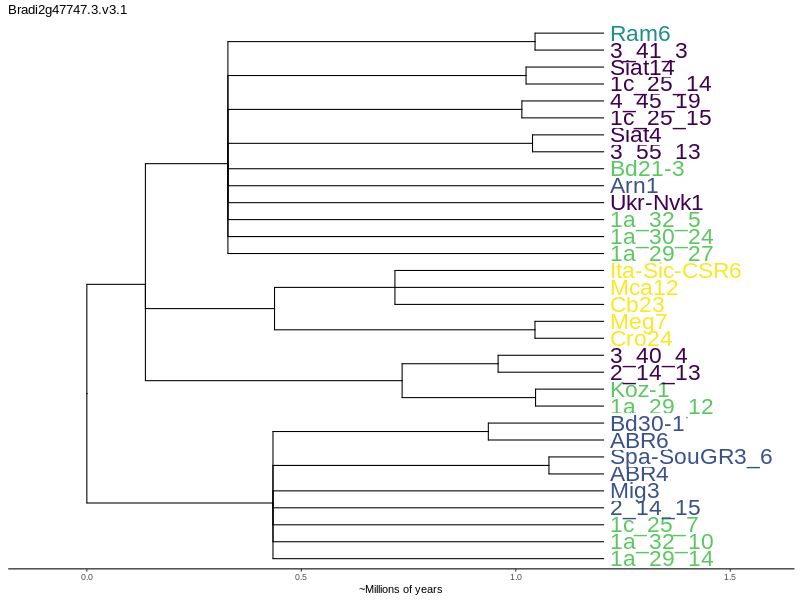 Bradi2g47747.3.v3.1
Ram6
3_41_3
Siat14
1c_25_14
4_45_19
1c_25_15
Siat4
3_55_13
Bd21-3
Arn1
Ukr-Nvk1
1a_32_5
1a_30_24
1a_29_27
Ita-Sic-CSR6
Mca12
Cb23
Meg7
Cro24
3_40_4
2_14_13
Koz-1
1a_29_12
Bd30-1
ABR6
Spa-SouGR3_6
ABR4
Mig3
2_14_15
1c_25_7
1a_32_10
1a_29_14
0.0 0.5 1.0 1.5
~Millions of years